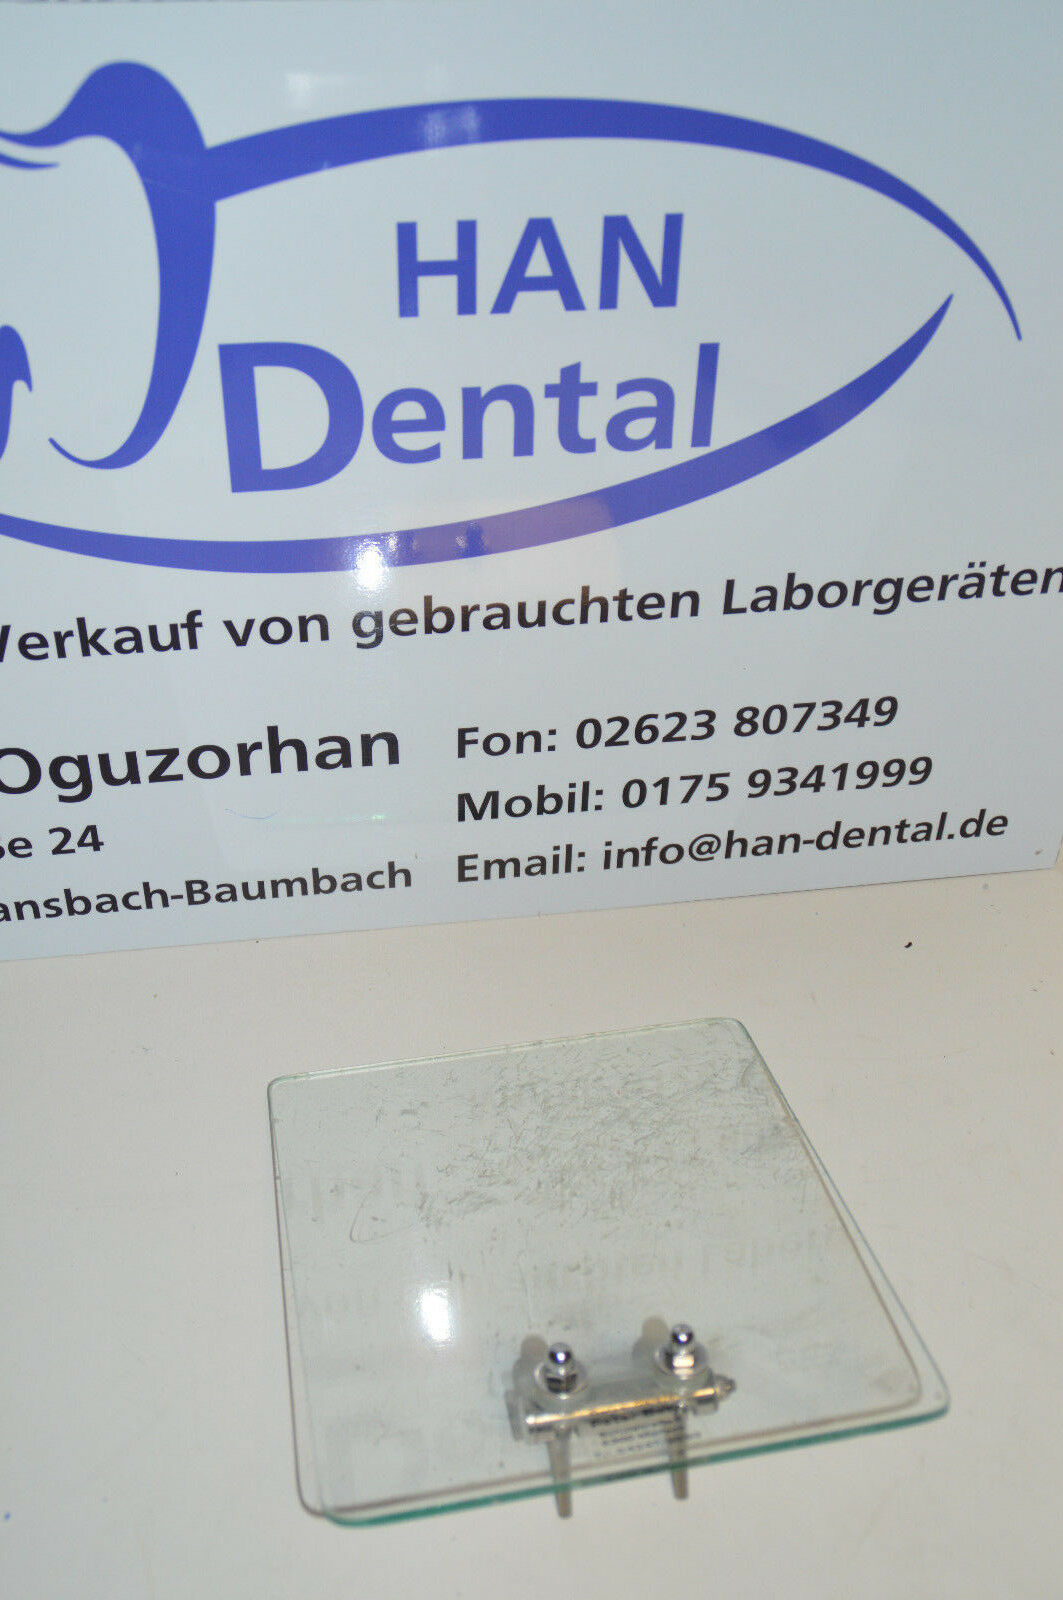 HAN
Dental
Verkauf von gebrauchten Laborgeräten
Oguzorhan
24
Fon: 02623 807349
Mobil: 0175 9341999
Email: info@han-dental.de
ansbach-Baumbach